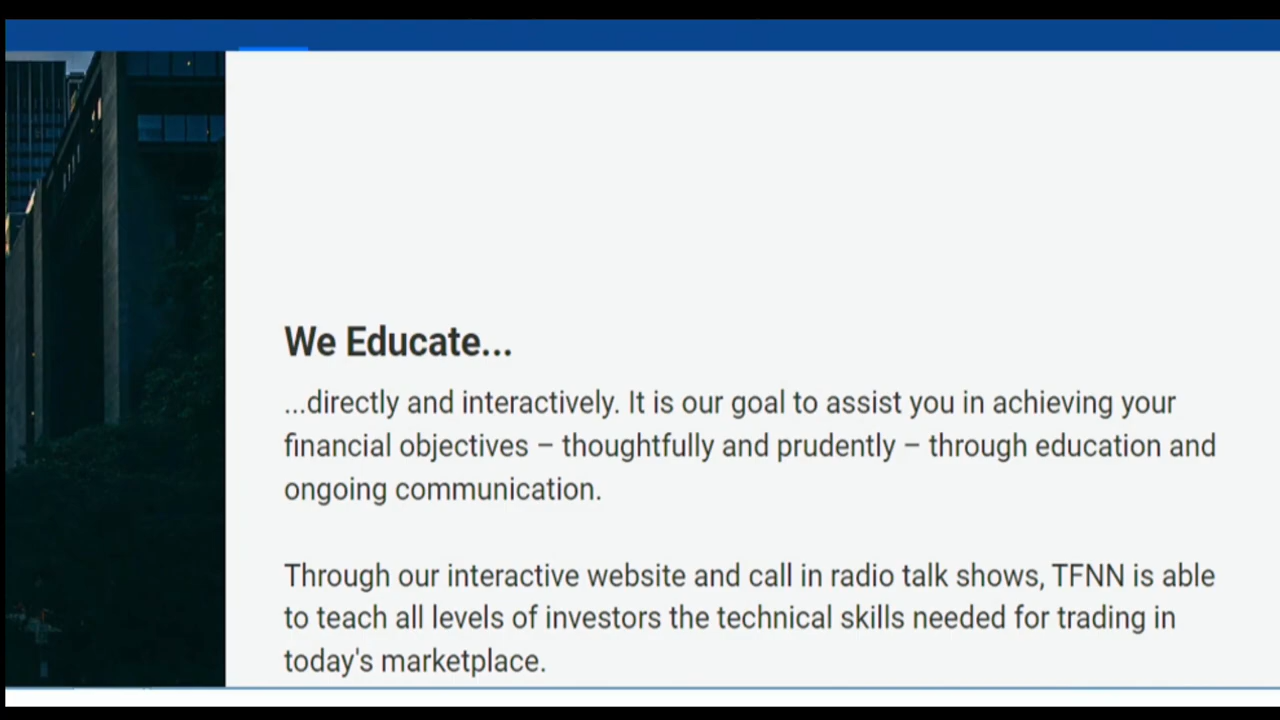 We Educate...
...directly and interactively. It is our goal to assist you in achieving your
financial objectives – thoughtfully and prudently – through education and
ongoing communication.
Through our interactive website and call in radio talk shows, TFNN is able
to teach all levels of investors the technical skills needed for trading in
today's marketplace.